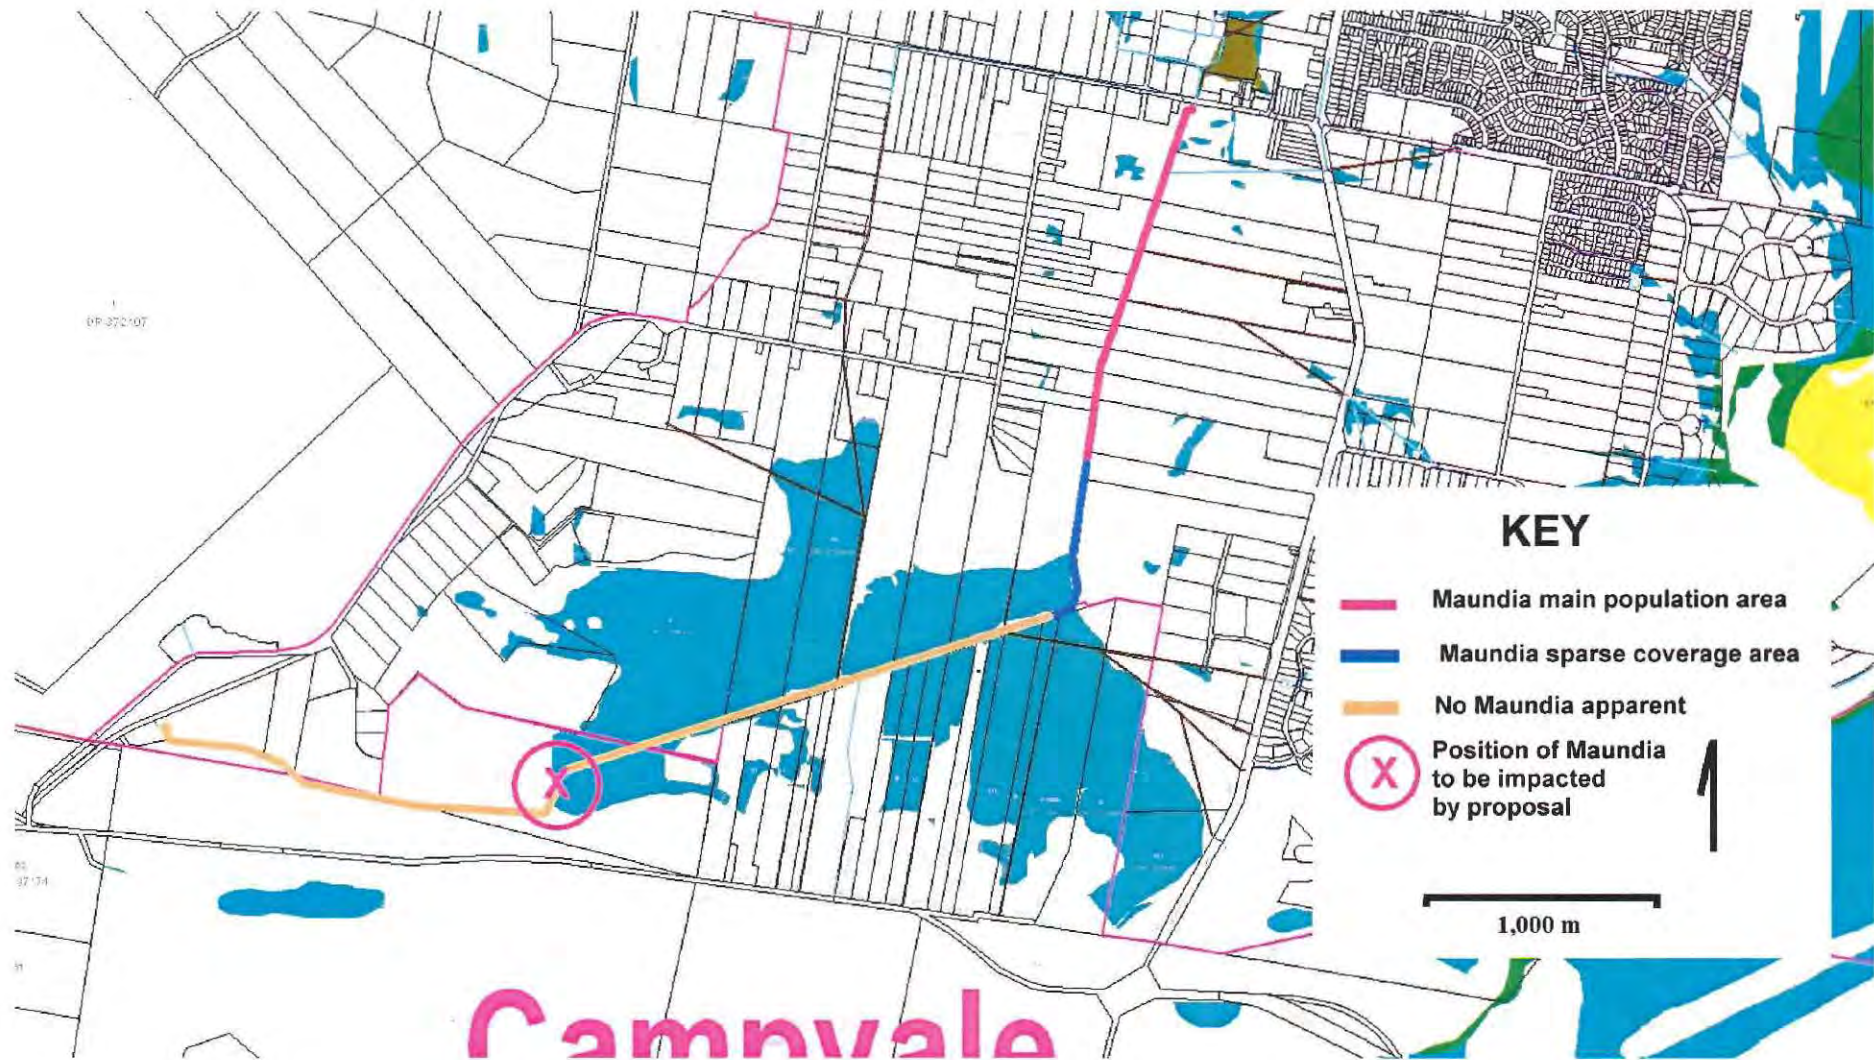 KEY
Maundia main population area
Maundia sparse coverage area
No Maundia apparent
X
Position of Maundia
to be impacted
by proposal
X
1,000 m
Campvale